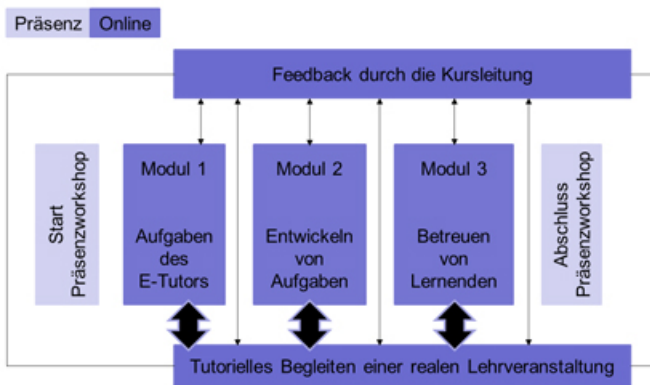 Präsenz
Online
Feedback durch die Kursleitung
Start
Präsenzworkshop
Modul 1
Aufgaben
des
E-Tutors
Modul 2
Entwickeln
von
Aufgaben
Modul 3
Betreuen
von
Lernenden
Abschluss
Präsenzworkshop
Tutorielles Begleiten einer realen Lehrveranstaltung